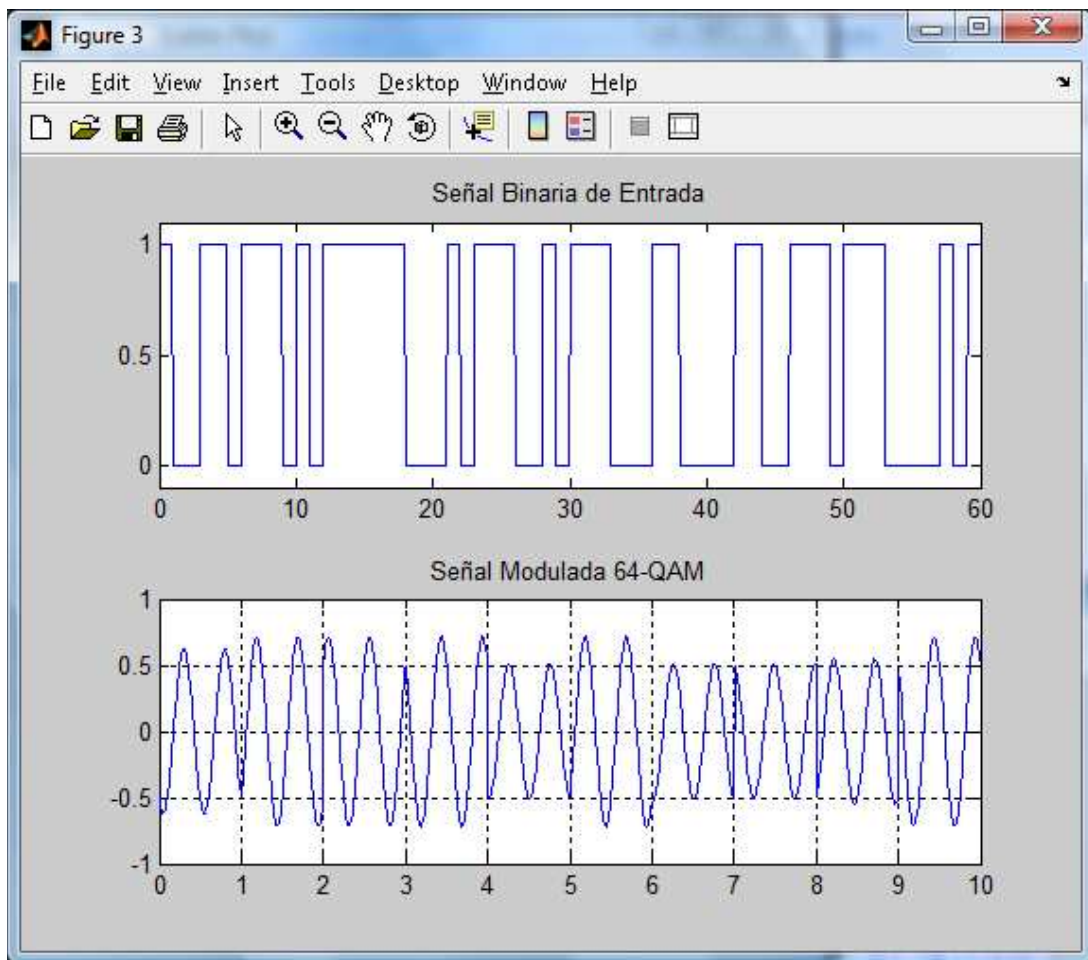 Figure 3
File Edit View Insert Tools Desktop Window Help
Señal Binaria de Entrada
1
0.5
0
0 10 20 30 40 50 60
Señal Modulada 64-QAM
1
0.5
0
-0.5
-1
0 1 2 3 4 5 6 7 8 9 10